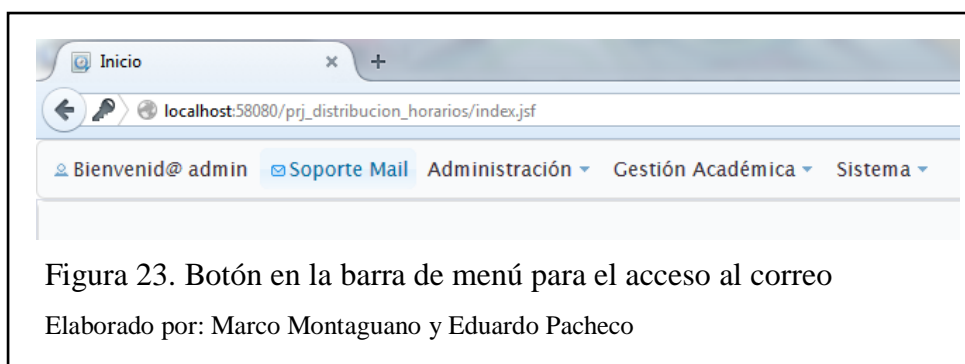 Inicio
localhost:58080/prj_distribucion_horarios/index.jsf
Bienvenid@ admin Soporte Mail Administración Gestión Académica Sistema
Figura 23. Botón en la barra de menú para el acceso al correo
Elaborado por: Marco Montaguano y Eduardo Pacheco